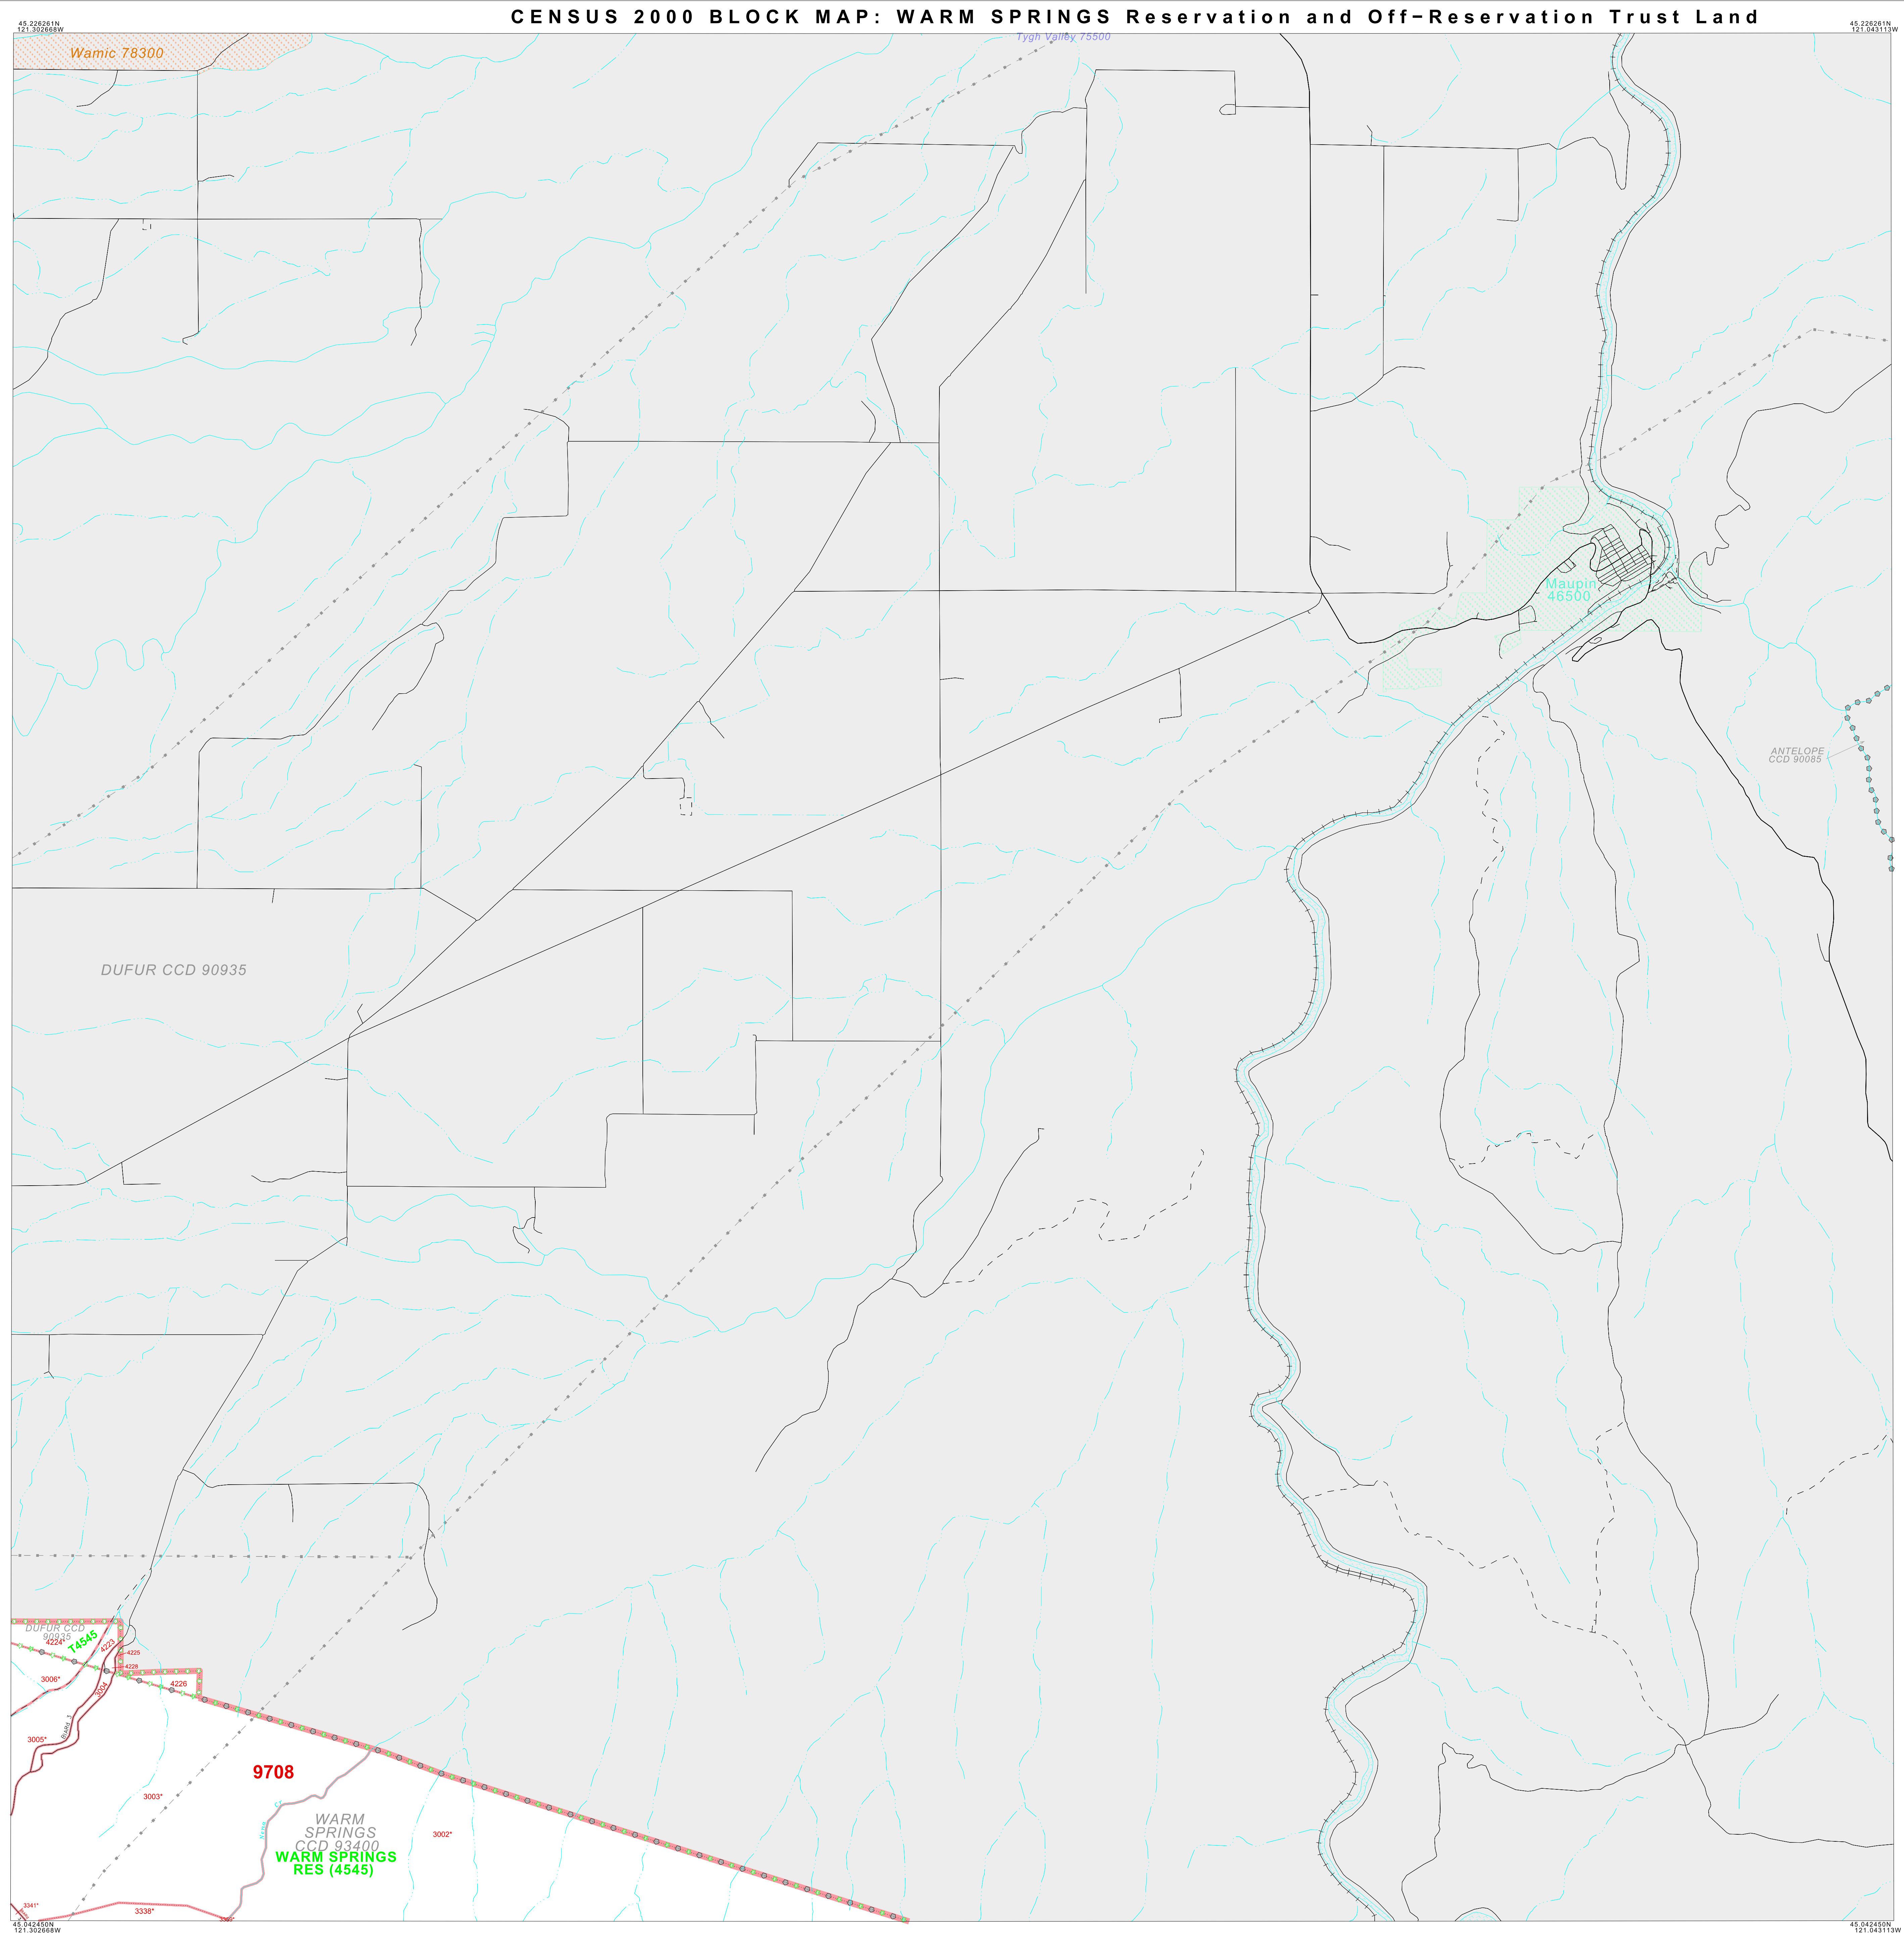 CENSUS 2000 BLOCK MAP: WARM SPRINGS Reservation and Off-Reservation Trust Land
45.226261N
121.302668W
45.226261N
121.043113W
Wamic 78300
Tygh Valley 75500
Maupin
46500
ANTELOPE
CCD 90085
DUFUR CCD 90935
DUFUR CCD
90935
4224*
T4545
4223
4225
4228
3006*
3004
4226
3005*
9708
3003*
WARM
SPRINGS
CCD 93400
WARM SPRINGS
RES (4545)
3002*
3341*
3338*
45.042450N
121.302668W
45.042450N
121.043113W